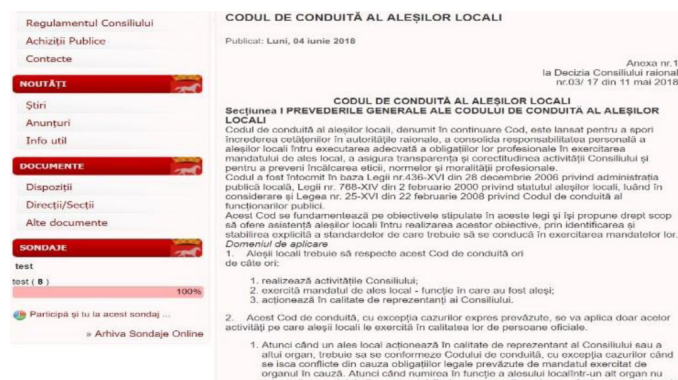 Regulamentul Consiliului
Achiziții Publice
Contacte
NOUTĂȚI
Știri
Anunțuri
Info util
DOCUMENTE
Dispoziții
Direcții/Secții
Alte documente
SONDAJE
test
test ( 8 )
100%
Participă și tu la acest sondaj ...
» Arhiva Sondaje Online
CODUL DE CONDUITĂ AL ALEȘILOR LOCALI
Publicat: Luni, 04 iunie 2018
Anexa nr.1
la Decizia Consiliului raional
nr.03/ 17 din 11 mai 2018
CODUL DE CONDUITĂ AL ALEȘILOR LOCALI
Secțiunea I PREVEDERILE GENERALE ALE CODULUI DE CONDUITĂ AL ALEȘILOR
LOCALI
Codul de conduită al aleșilor locali, denumit în continuare Cod, este lansat pentru a spori
încrederea cetățenilor în autoritățile raionale, a consolida responsabilitatea personală a
aleșilor locali întru executarea adecvată a obligațiilor lor profesionale în exercitarea
mandatului de ales local, a asigura transparența și corectitudinea activității Consiliului și
pentru a preveni încălcarea eticii, normelor și moralității profesionale.
Codul a fost întocmit în baza Legii nr.436-XVI din 28 decembrie 2006 privind administrația
publică locală, Legii nr. 768-XIV din 2 februarie 2000 privind statutul aleșilor locali, luând în
considerare și Legea nr. 25-XVI din 22 februarie 2008 privind Codul de conduită al
funcționarilor publici.
Acest Cod se fundamentează pe obiectivele stipulate în aceste legi și își propune drept scop
să ofere asistență aleșilor locali întru realizarea acestor obiective, prin identificarea și
stabilirea explicită a standardelor de care trebuie să se conducă în exercitarea mandatelor lor.
Domeniul de aplicare
1. Aleșii locali trebuie să respecte acest Cod de conduită ori
de câte ori:
1. realizează activitățile Consiliului;
2. exercită mandatul de ales local - funcție în care au fost aleși;
3. acționează în calitate de reprezentanți ai Consiliului.
2. Acest Cod de conduită, cu excepția cazurilor expres prevăzute, se va aplica doar acelor
activități pe care aleșii locali le exercită în calitatea lor de persoane oficiale.
1. Atunci când un ales local acționează în calitate de reprezentant al Consiliului sau a
altui organ, trebuie sa se conformeze Codului de conduită, cu excepția cazurilor când
se isca conflicte din cauza obligațiilor legale prevăzute de mandatul exercitat de
organul în cauză. Atunci când numirea în funcție a alesului localîntr-un alt organ nu